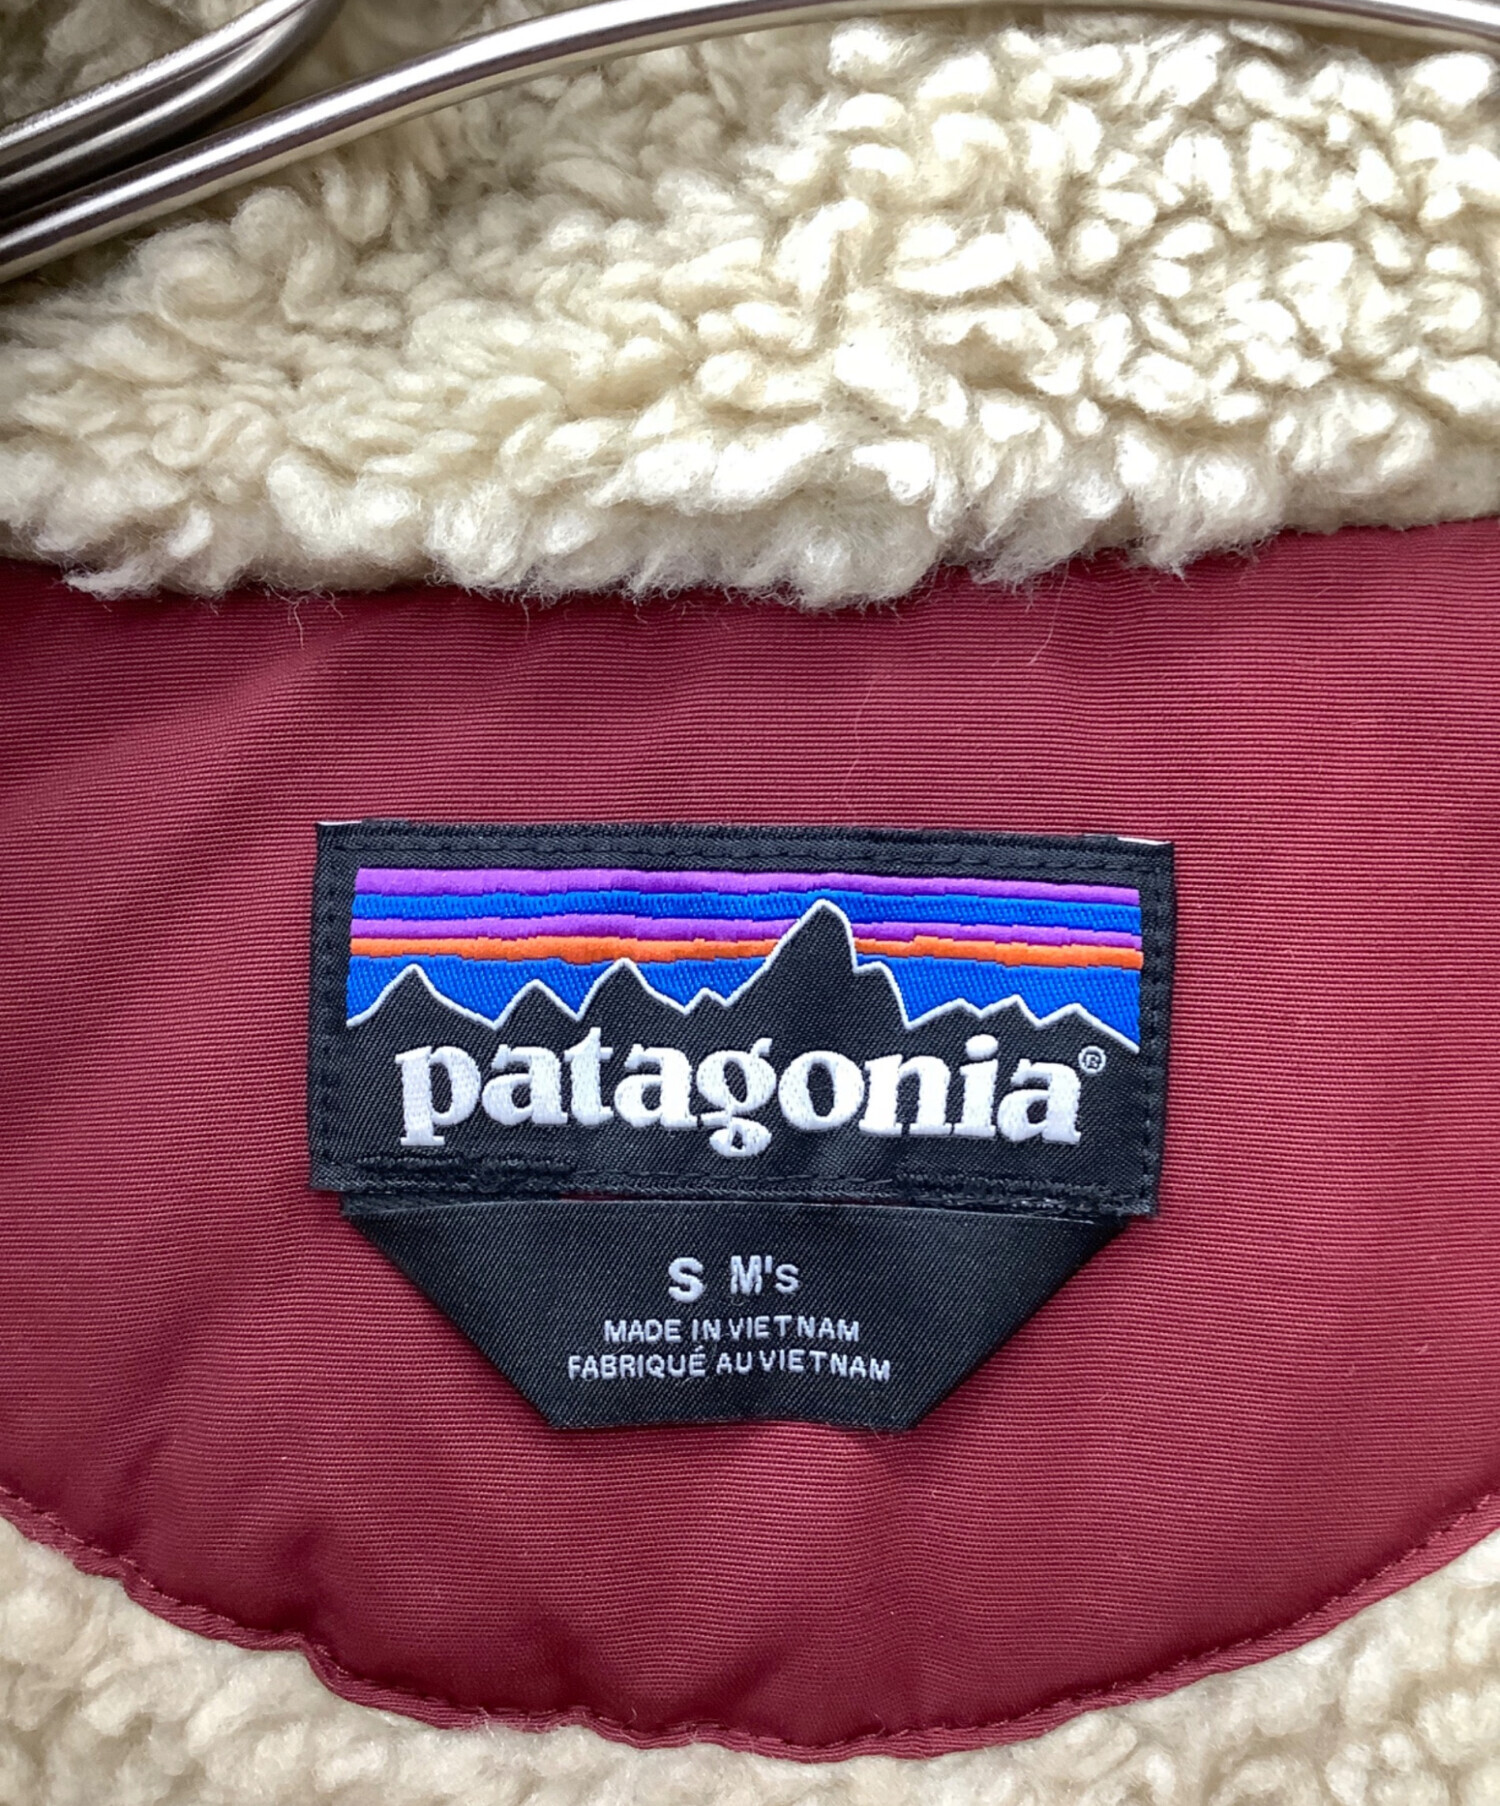 patagonia®
S M's
MADE IN VIETNAM
FABRIQUÉ AU VIETNAM